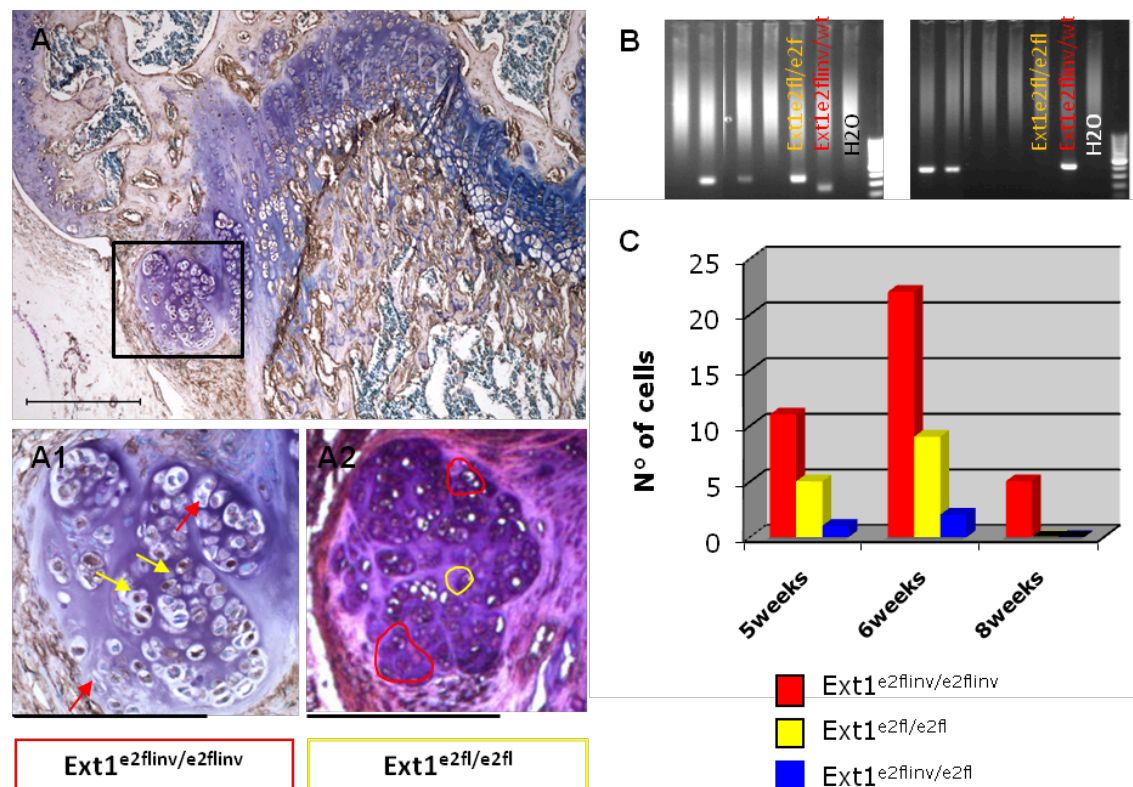 A
B
Ext1e2fl/e2f
Ext1e2flinv/wt
H2O
Ext1e2fl/e2fl
Ext1e2flinv/wt
H2O
C
25
20
15
10
5
0
N° of cells
5weeks
6weeks
8weeks
A1
A2
Ext1e2flinv/e2flinv
Ext1e2fl/e2fl
Ext1e2flinv/e2flinv
Ext1e2fl/e2fl
Ext1e2flinv/e2fl